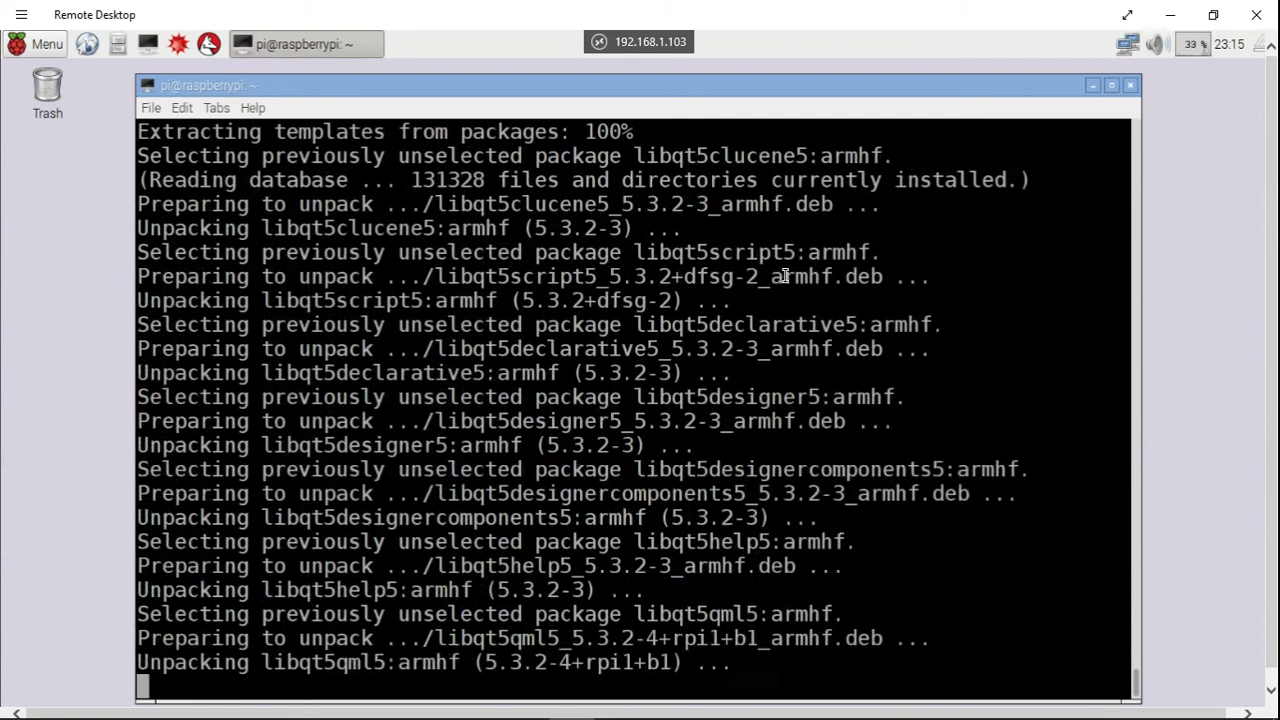 Remote Desktop
Menu
pi@raspberrypi: ~
192.168.1.103
33 %
23:15
Trash
pi@raspberrypi: ~
File Edit Tabs Help
Extracting templates from packages: 100%
Selecting previously unselected package libqt5clucene5:armhf.
(Reading database ... 131328 files and directories currently installed.)
Preparing to unpack .../libqt5clucene5_5.3.2-3_armhf.deb ...
Unpacking libqt5clucene5:armhf (5.3.2-3) ...
Selecting previously unselected package libqt5script5:armhf.
Preparing to unpack .../libqt5script5_5.3.2+dfsg-2_armhf.deb ...
Unpacking libqt5script5:armhf (5.3.2+dfsg-2) ...
Selecting previously unselected package libqt5declarative5:armhf.
Preparing to unpack .../libqt5declarative5_5.3.2-3_armhf.deb ...
Unpacking libqt5declarative5:armhf (5.3.2-3) ...
Selecting previously unselected package libqt5designer5:armhf.
Preparing to unpack .../libqt5designer5_5.3.2-3_armhf.deb ...
Unpacking libqt5designer5:armhf (5.3.2-3) ...
Selecting previously unselected package libqt5designercomponents5:armhf.
Preparing to unpack .../libqt5designercomponents5_5.3.2-3_armhf.deb ...
Unpacking libqt5designercomponents5:armhf (5.3.2-3) ...
Selecting previously unselected package libqt5help5:armhf.
Preparing to unpack .../libqt5help5_5.3.2-3_armhf.deb ...
Unpacking libqt5help5:armhf (5.3.2-3) ...
Selecting previously unselected package libqt5qml5:armhf.
Preparing to unpack .../libqt5qml5_5.3.2-4+rpi1+b1_armhf.deb ...
Unpacking libqt5qml5:armhf (5.3.2-4+rpi1+b1) ...